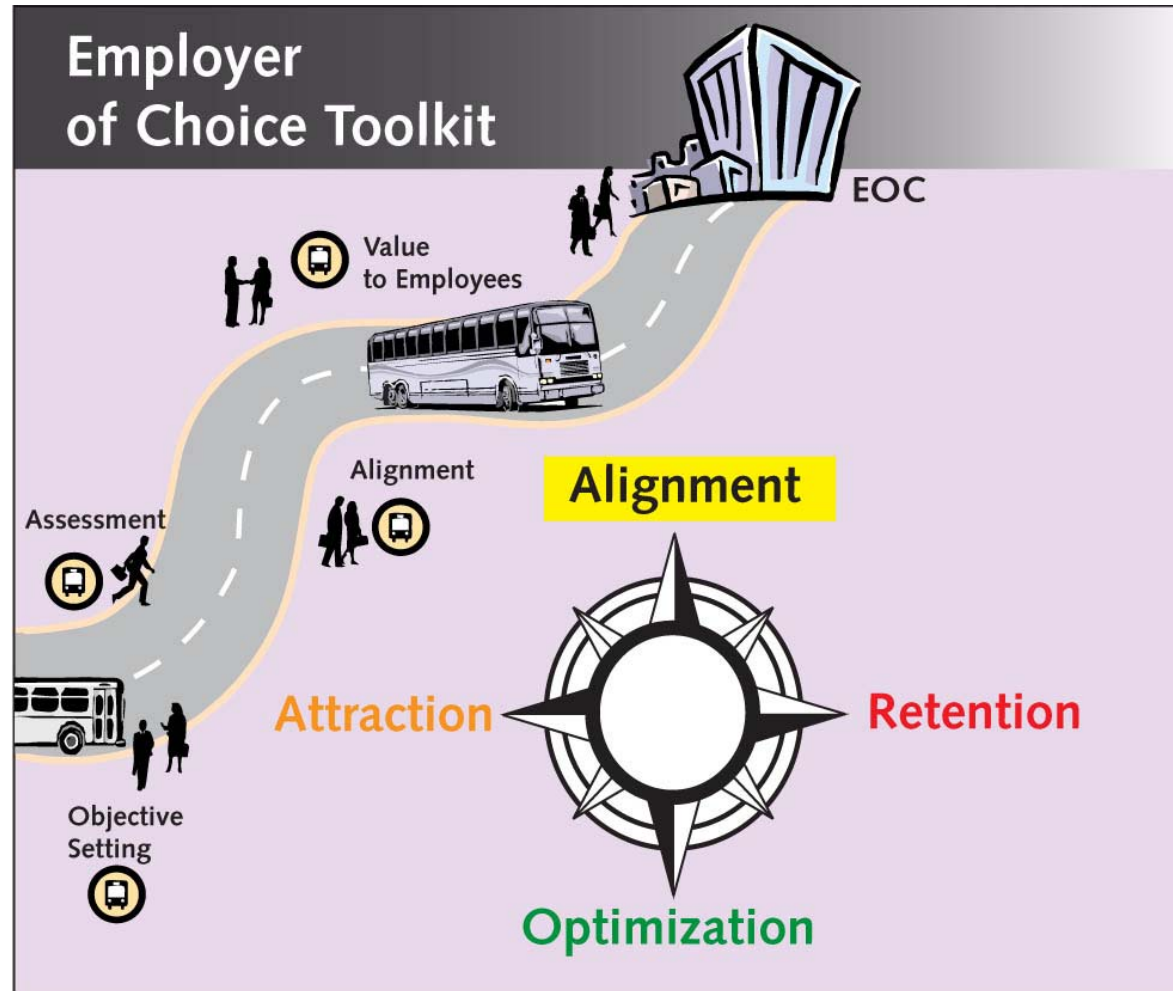 Employer
of Choice Toolkit
EOC
Value
to Employees
Alignment
Alignment
Assessment
Attraction
Retention
Objective
Setting
Optimization